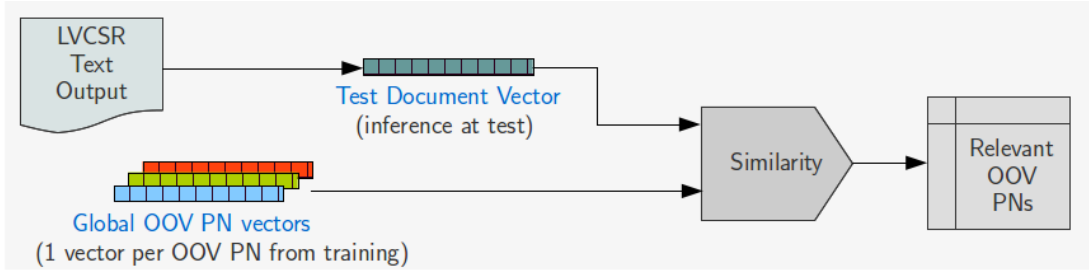 LVCSR
Text
Output
Test Document Vector
(inference at test)
Global OOV PN vectors
(1 vector per OOV PN from training)
Similarity
Relevant
OOV
PNs